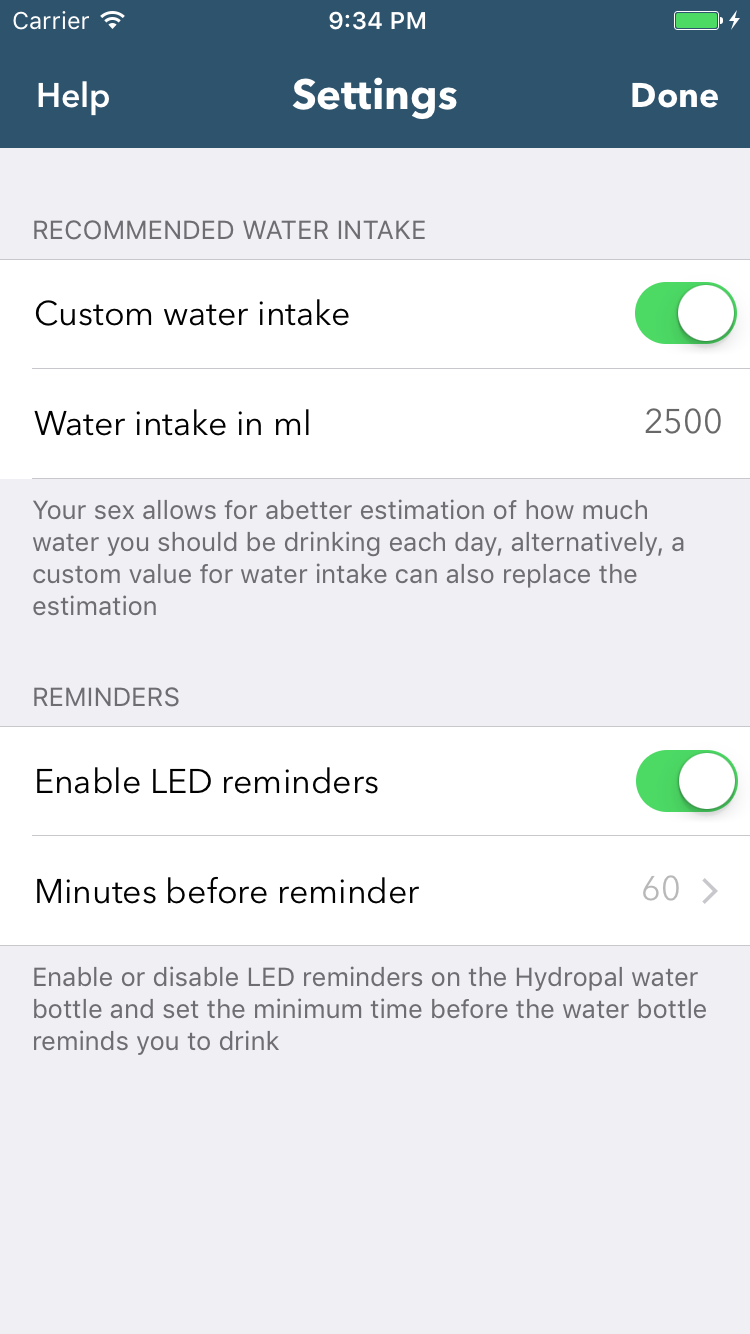 Carrier 9:34 PM
Help Settings Done
RECOMMENDED WATER INTAKE
Custom water intake
Water intake in ml 2500
Your sex allows for abetter estimation of how much
water you should be drinking each day, alternatively, a
custom value for water intake can also replace the
estimation
REMINDERS
Enable LED reminders
Minutes before reminder 60
Enable or disable LED reminders on the Hydropal water
bottle and set the minimum time before the water bottle
reminds you to drink